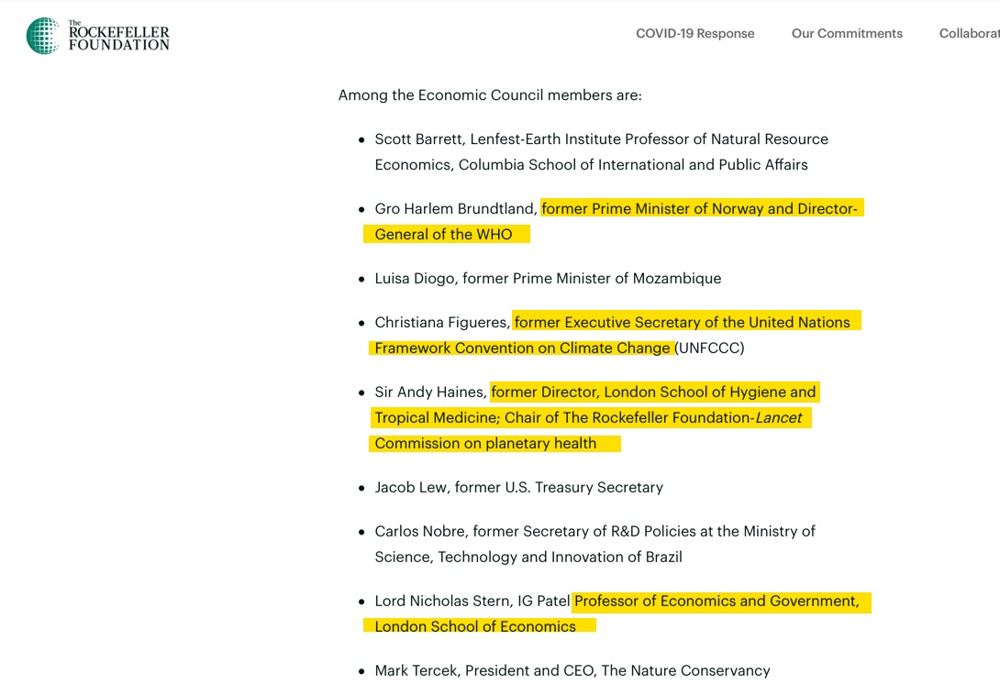 The
ROCKEFELLER
FOUNDATION
COVID-19 Response
Our Commitments
Collaborat
Among the Economic Council members are:
• Scott Barrett, Lenfest-Earth Institute Professor of Natural Resource
Economics, Columbia School of International and Public Affairs
• Gro Harlem Brundtland, former Prime Minister of Norway and Director-
General of the WHO
• Luisa Diogo, former Prime Minister of Mozambique
• Christiana Figueres, former Executive Secretary of the United Nations
Framework Convention on Climate Change (UNFCCC)
• Sir Andy Haines, former Director, London School of Hygiene and
Tropical Medicine; Chair of The Rockefeller Foundation-Lancet
Commission on planetary health
• Jacob Lew, former U.S. Treasury Secretary
• Carlos Nobre, former Secretary of R&D Policies at the Ministry of
Science, Technology and Innovation of Brazil
• Lord Nicholas Stern, IG Patel Professor of Economics and Government,
London School of Economics
• Mark Tercek, President and CEO, The Nature Conservancy